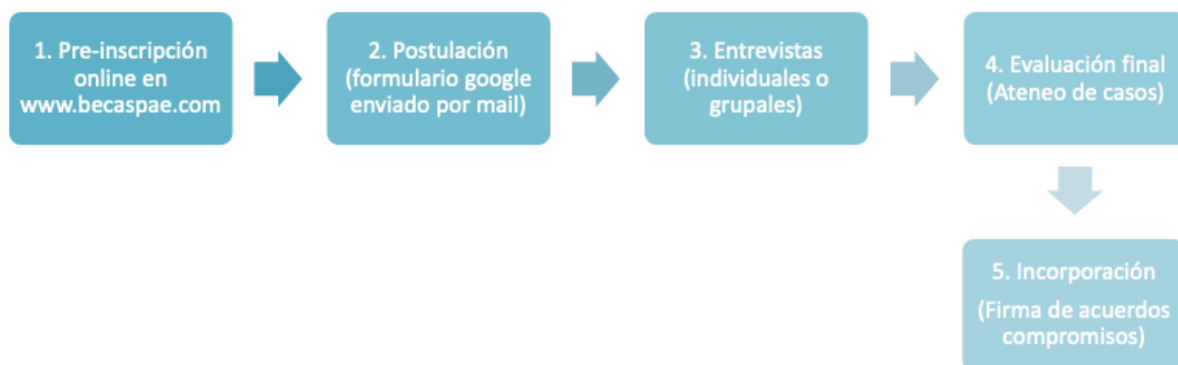 1. Pre-inscripción
online en
www.becaspae.com
2. Postulación
(formulario google
enviado por mail)
3. Entrevistas
(individuales o
grupales)
4. Evaluación final
(Ateneo de casos)
5. Incorporación
(Firma de acuerdos
compromisos)